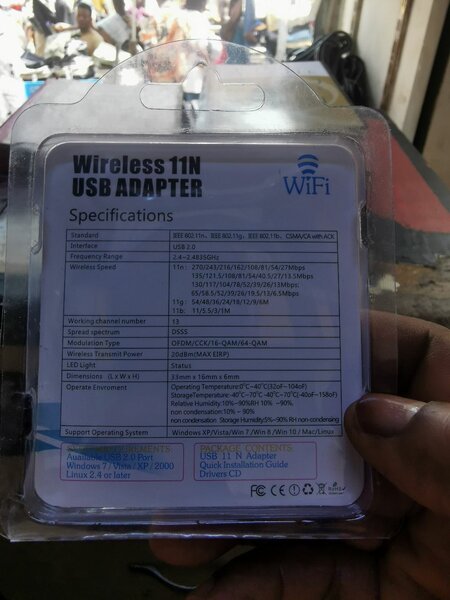 Wireless 11N
USB ADAPTER
WiFi
Specifications
Standard IEEE 802.11n, IEEE 802.11g, IEEE 802.11b, CSMA/CA with ACK
Interface USB 2.0
Frequency Range 2.4~2.4835GHz
Wireless Speed 11n: 270/243/216/162/108/81/54/27Mbps
135/121.5/108/81/54/40.5/27/13.5Mbps
130/117/104/78/52/39/26/13Mbps
65/58.5/52/39/26/19.5/13/6.5Mbps
11g: 54/48/36/24/18/12/9/6M
11b: 11/5.5/3/1M
Working channel number 13
Spread spectrum DSSS
Modulation Type OFDM/CCK/16-QAM/64-QAM
Wireless Transmit Power 20dBm(MAX EIRP)
LED Light Status
Dimensions (L x W x H) 33mm x 16mm x 6mm
Operate Enviroment Operating Temperature:0°C~40°C(32oF~104oF)
StorageTemperature:-40°C~70°C -40°C~70°C(-40oF~158oF)
Relative Humidity:10%~90%RH 10% ~90%,
non condensation:10% ~ 90%
non condensation Storage Humidity:5%~90% RH non-condensing
Support Operating System Windows XP/Vista/Win 7/Win 8/Win 10 / Mac/Linux
REQUIREMENTS
Available USB 2.0 Port
Windows 7 / Vista / XP / 2000
Linux 2.4 or later
PACKAGE CONTENTS
USB 11 N Adapter
Quick Installation Guide
Drivers CD
FC CE RoHS